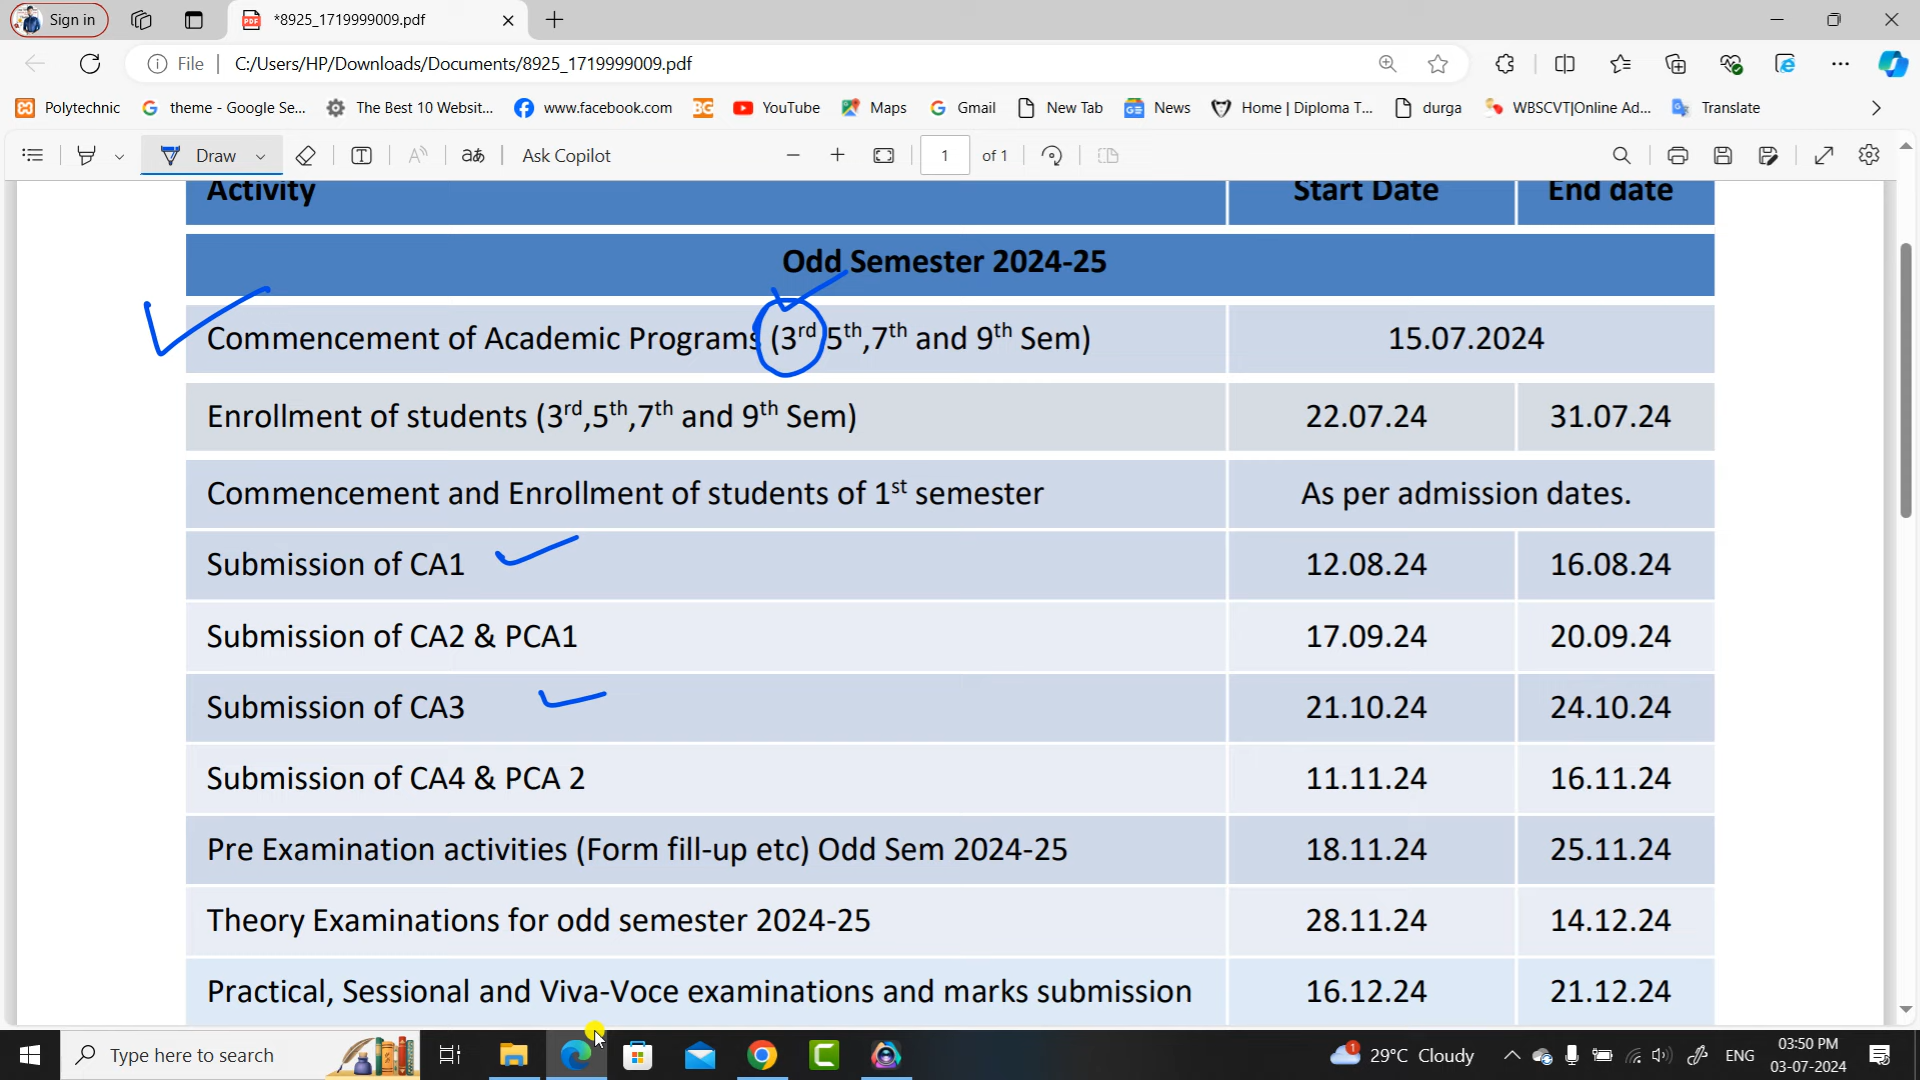 Sign in
*8925_1719999009.pdf
File
C:/Users/HP/Downloads/Documents/8925_1719999009.pdf
Polytechnic
theme - Google Se...
The Best 10 Websit...
www.facebook.com
YouTube
Maps
Gmail
New Tab
News
Home | Diploma T...
durga
WBSCVT|Online Ad...
Translate
Draw
aあ
Ask Copilot
1 of 1
Activity Start Date End date
Odd Semester 2024-25
Commencement of Academic Programs (3rd 5th,7th and 9th Sem) 15.07.2024
Enrollment of students (3rd,5th,7th and 9th Sem) 22.07.24 31.07.24
Commencement and Enrollment of students of 1st semester As per admission dates.
Submission of CA1 12.08.24 16.08.24
Submission of CA2 & PCA1 17.09.24 20.09.24
Submission of CA3 21.10.24 24.10.24
Submission of CA4 & PCA 2 11.11.24 16.11.24
Pre Examination activities (Form fill-up etc) Odd Sem 2024-25 18.11.24 25.11.24
Theory Examinations for odd semester 2024-25 28.11.24 14.12.24
Practical, Sessional and Viva-Voce examinations and marks submission 16.12.24 21.12.24
Type here to search
29°C Cloudy
ENG
03:50 PM
03-07-2024